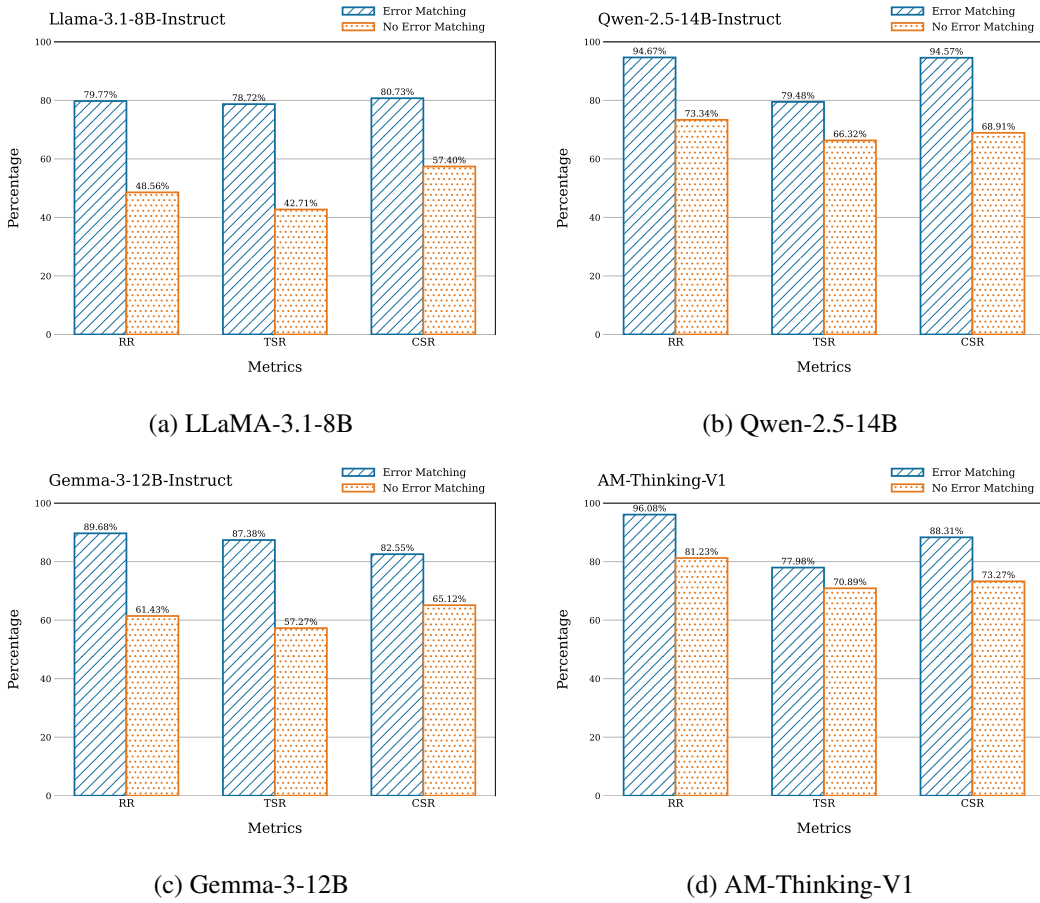 Llama-3.1-8B-Instruct
Error Matching
No Error Matching
100
80
60
40
20
0
Percentage
79.77%
48.56%
78.72%
42.71%
80.73%
57.40%
RR
TSR
CSR
Metrics
(a) LLaMA-3.1-8B
Qwen-2.5-14B-Instruct
Error Matching
No Error Matching
100
80
60
40
20
0
Percentage
94.67%
73.34%
79.48%
66.32%
94.57%
68.91%
RR
TSR
CSR
Metrics
(b) Qwen-2.5-14B
Gemma-3-12B-Instruct
Error Matching
No Error Matching
100
80
60
40
20
0
Percentage
89.68%
61.43%
87.38%
57.27%
82.55%
65.12%
RR
TSR
CSR
Metrics
(c) Gemma-3-12B
AM-Thinking-V1
Error Matching
No Error Matching
100
80
60
40
20
0
Percentage
96.08%
81.23%
77.98%
70.89%
88.31%
73.27%
RR
TSR
CSR
Metrics
(d) AM-Thinking-V1